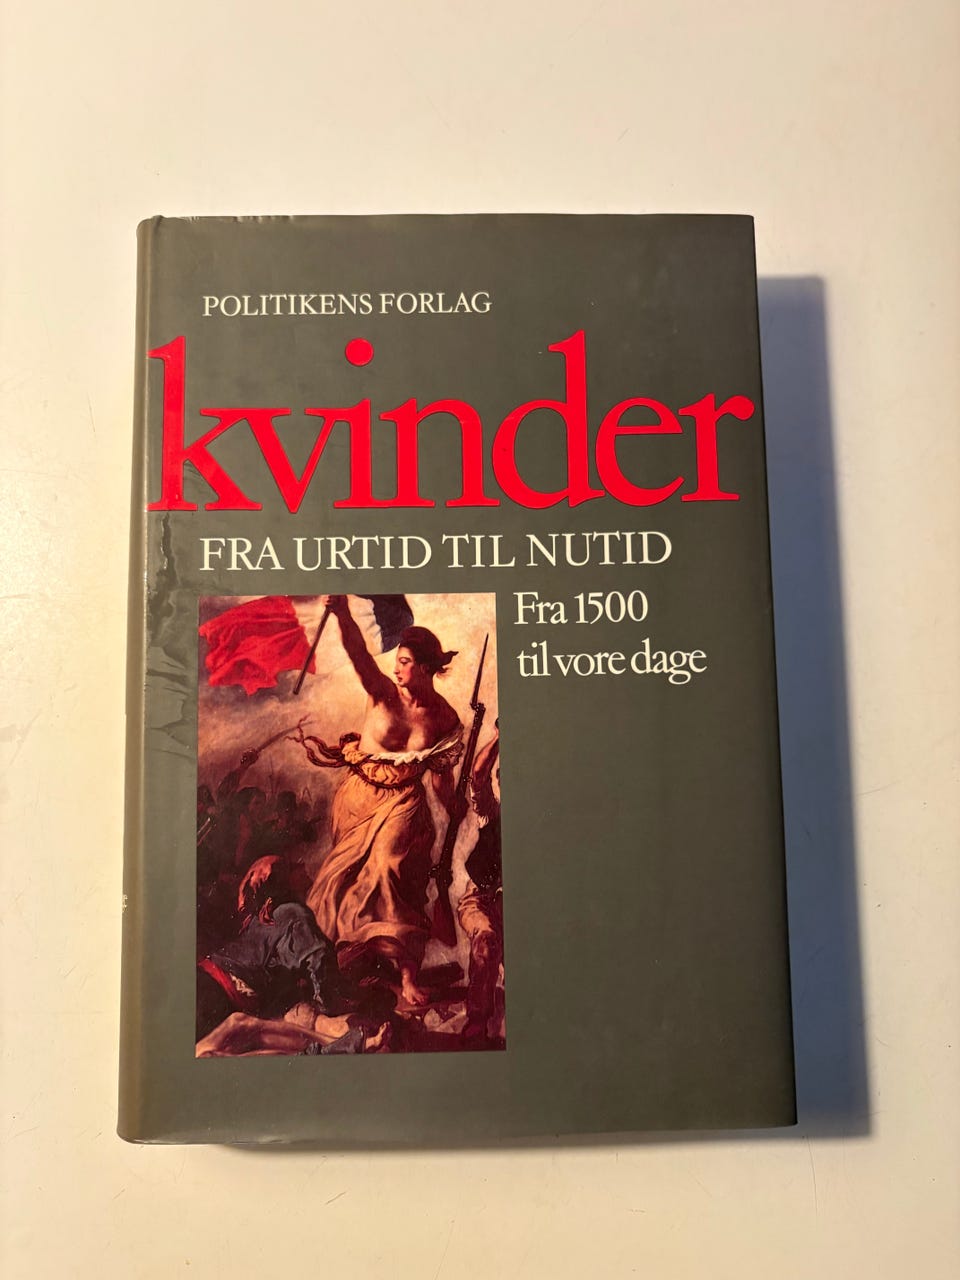 POLITIKENS FORLAG
kvinder
FRA URTID TIL NUTID
Fra 1500
til vore dage